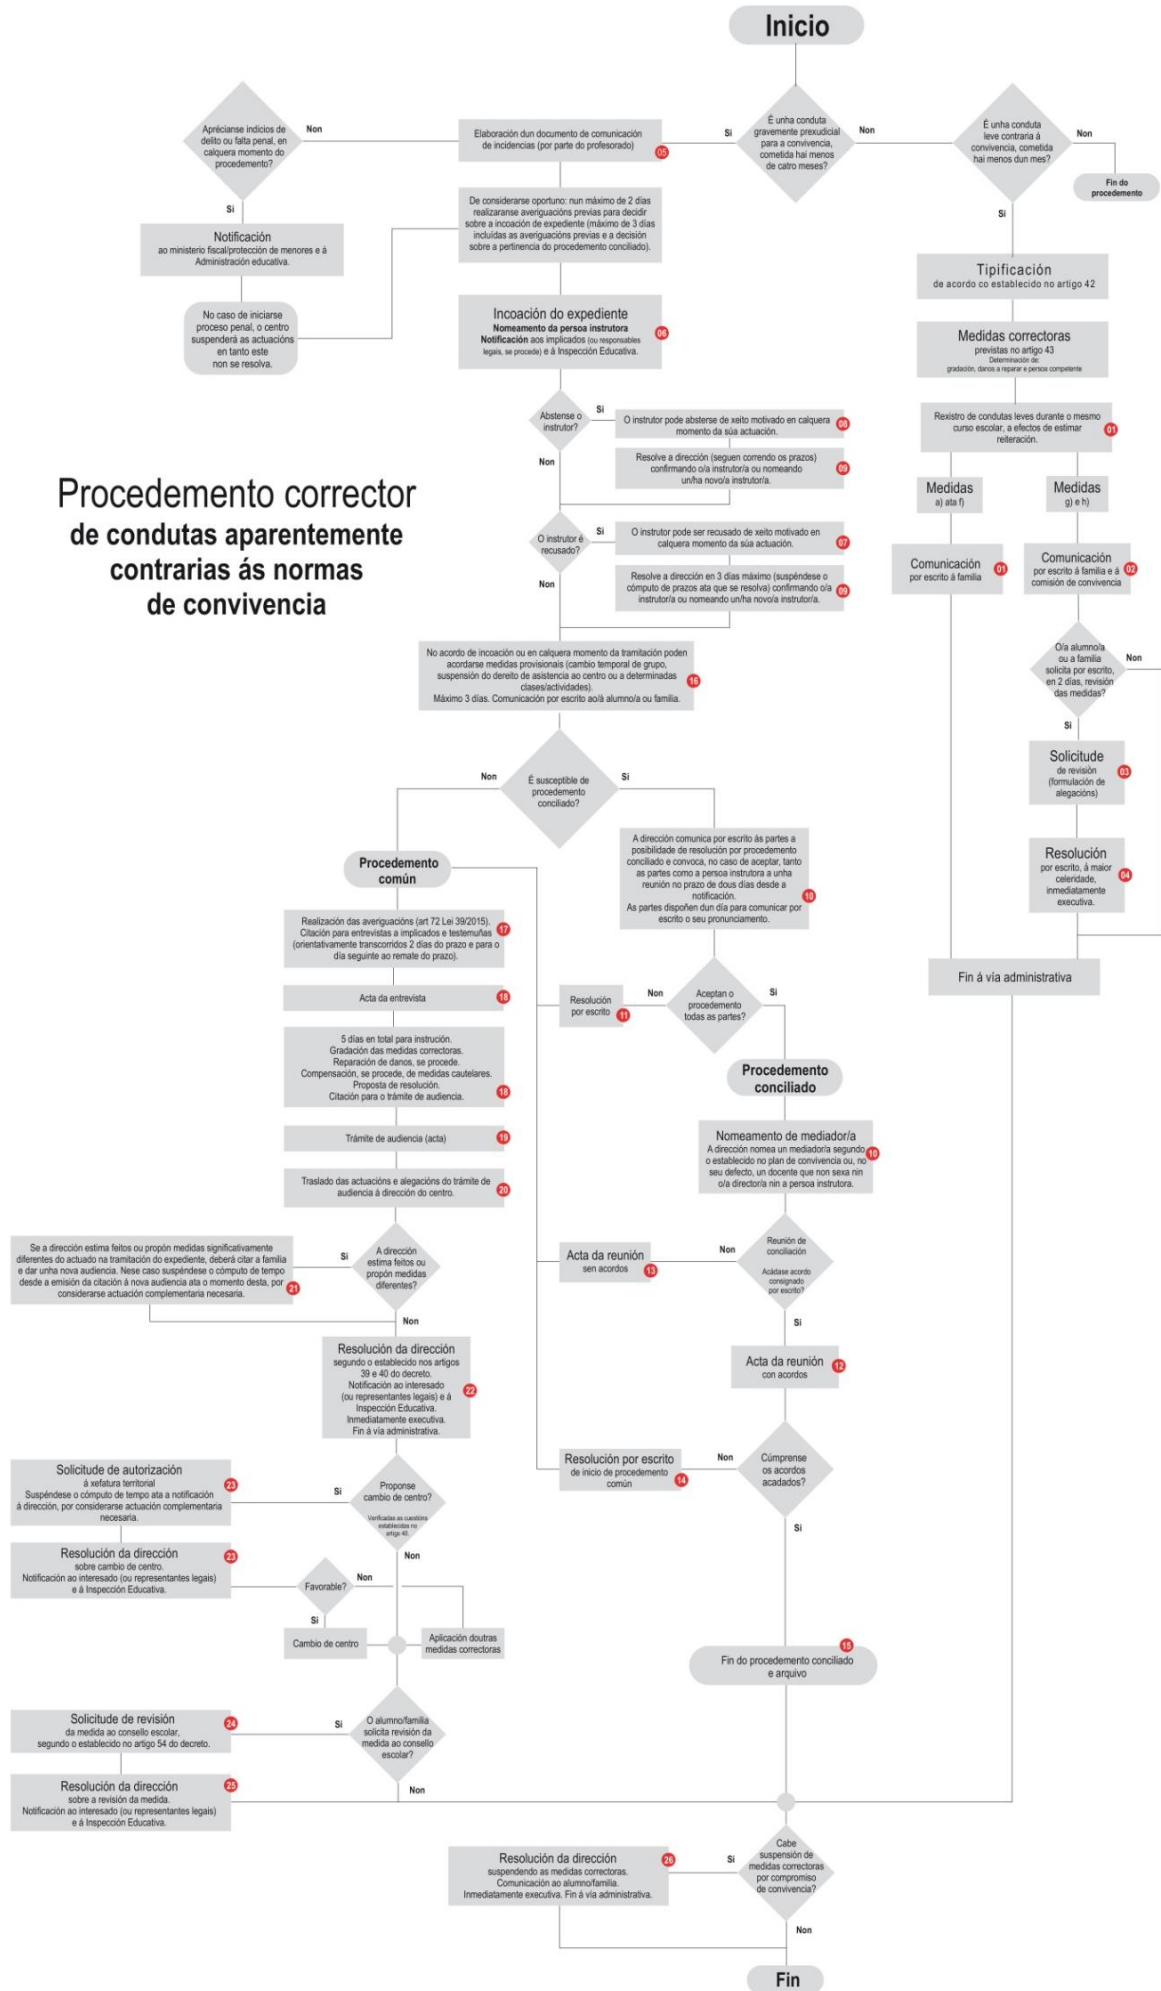 Inicio
Aprécianse indicios de
delito ou falta penal, en
calquera momento do
procedemento?
Non
Si
Elaboración dun documento de comunicación
de incidencias (por parte do profesorado)
05
Si
É unha conduta
gravemente prexudicial
para a convivencia,
cometida hai menos
de catro meses?
Non
É unha conduta
leve contraria á
convivencia, cometida
hai menos dun mes?
Non
Fin do
procedemento
Si
Notificación
ao ministerio fiscal/protección de menores e á
Administración educativa.
De considerarse oportuno: nun máximo de 2 días
realizaranse averiguacións previas para decidir
sobre a incoación de expediente (máximo de 3 días
incluídas as averiguacións previas e a decisión
sobre a pertinencia do procedemento conciliado).
No caso de iniciarse
proceso penal, o centro
suspenderá as actuacións
en tanto este
non se resolva.
Incoación do expediente
Nomeamento da persoa instrutora
Notificación aos implicados (ou responsables
legais, se procede) e á Inspección Educativa.
06
Tipificación
de acordo co establecido no artigo 42
Medidas correctoras
previstas no artigo 43
Determinación de:
gradación, danos a reparar e persoa competente
Rexistro de condutas leves durante o mesmo
curso escolar, a efectos de estimar
reiteración.
01
Abstense o
instrutor?
Si
Non
O instrutor pode absterse de xeito motivado en calquera
momento da súa actuación.
08
Resolve a dirección (seguen correndo os prazos)
confirmando o/a instrutor/a ou nomeando
un/ha novo/a instrutor/a.
09
Procedemento corrector
de condutas aparentemente
contrarias ás normas
de convivencia
O instrutor é
recusado?
Si
Non
O instrutor pode ser recusado de xeito motivado en
calquera momento da súa actuación.
07
Resolve a dirección en 3 días máximo (suspéndese o
cómputo de prazos ata que se resolva) confirmando o/a
instrutor/a ou nomeando un/ha novo/a instrutor/a.
09
Medidas
a) ata f)
Medidas
g) e h)
Comunicación
por escrito á familia
01
Comunicación
por escrito á familia e á
comisión de convivencia
02
No acordo de incoación ou en calquera momento da tramitación poden
acordarse medidas provisionais (cambio temporal de grupo,
suspensión do dereito de asistencia ao centro ou a determinadas
clases/actividades).
Máximo 3 días. Comunicación por escrito ao/á alumno/a ou familia.
16
O/a alumno/a
ou a familia
solicita por escrito,
en 2 días, revisión
das medidas?
Non
Si
Solicitude
de revisión
(formulación de
alegacións)
03
Resolución
por escrito, á maior
celeridade,
inmediatamente
executiva.
04
Fin á vía administrativa
Non
É susceptible de
procedemento
conciliado?
Si
Procedemento
común
A dirección comunica por escrito ás partes a
posibilidade de resolución por procedemento
conciliado e convoca, no caso de aceptar, tanto
as partes como a persoa instrutora a unha
reunión no prazo de dous días desde a
notificación.
As partes dispoñen dun día para comunicar por
escrito o seu pronunciamento.
10
Realización das averiguacións (art 72 Lei 39/2015).
Citación para entrevistas a implicados e testemuñas
(orientativamente transcorridos 2 días do prazo e para o
día seguinte ao remate do prazo).
17
Acta da entrevista
18
Resolución
por escrito
11
Non
Aceptan o
procedemento
todas as partes?
Si
5 días en total para instrución.
Gradación das medidas correctoras.
Reparación de danos, se procede.
Compensación, se procede, de medidas cautelares.
Proposta de resolución.
Citación para o trámite de audiencia.
18
Procedemento
conciliado
Trámite de audiencia (acta)
19
Nomeamento de mediador/a
A dirección nomea un mediador/a segundo
o establecido no plan de convivencia ou, no
seu defecto, un docente que non sexa nin
o/a director/a nin a persoa instrutora.
10
Traslado das actuacións e alegacións do trámite de
audiencia á dirección do centro.
20
Se a dirección estima feitos ou propón medidas significativamente
diferentes do actuado na tramitación do expediente, deberá citar a familia
e dar unha nova audiencia. Nese caso suspéndese o cómputo de tempo
desde a emisión da citación á nova audiencia ata o momento desta, por
considerarse actuación complementaria necesaria.
21
Si
A dirección
estima feitos ou
propón medidas
diferentes?
Non
Acta da reunión
sen acordos
13
Non
Reunión de
conciliación
Acádase acordo
consignado
por escrito?
Si
Resolución da dirección
segundo o establecido nos artigos
39 e 40 do decreto.
Notificación ao interesado
(ou representantes legais) e á
Inspección Educativa.
Inmediatamente executiva.
Fin á vía administrativa.
22
Acta da reunión
con acordos
12
Solicitude de autorización
á xefatura territorial
Suspéndese o cómputo de tempo ata a notificación
á dirección, por considerarse actuación complementaria
necesaria.
23
Si
Proponse
cambio de centro?
Verificadas as cuestións
establecidas no
artigo 40.
Non
Resolución por escrito
de inicio de procedemento
común
14
Non
Cúmprense
os acordos
acadados?
Si
Resolución da dirección
sobre cambio de centro.
Notificación ao interesado (ou representantes legais)
e á Inspección Educativa.
23
Favorable?
Non
Si
Cambio de centro
Aplicación doutras
medidas correctoras
15
Fin do procedemento conciliado
e arquivo
Solicitude de revisión
da medida ao consello escolar,
segundo o establecido no artigo 54 do decreto.
24
Si
O alumno/familia
solicita revisión da
medida ao consello
escolar?
Non
Resolución da dirección
sobre a revisión da medida.
Notificación ao interesado (ou representantes legais)
e á Inspección Educativa.
25
Resolución da dirección
suspendendo as medidas correctoras.
Comunicación ao alumno/familia.
Inmediatamente executiva. Fin á vía administrativa.
26
Si
Cabe
suspensión de
medidas correctoras
por compromiso
de convivencia?
Non
Fin